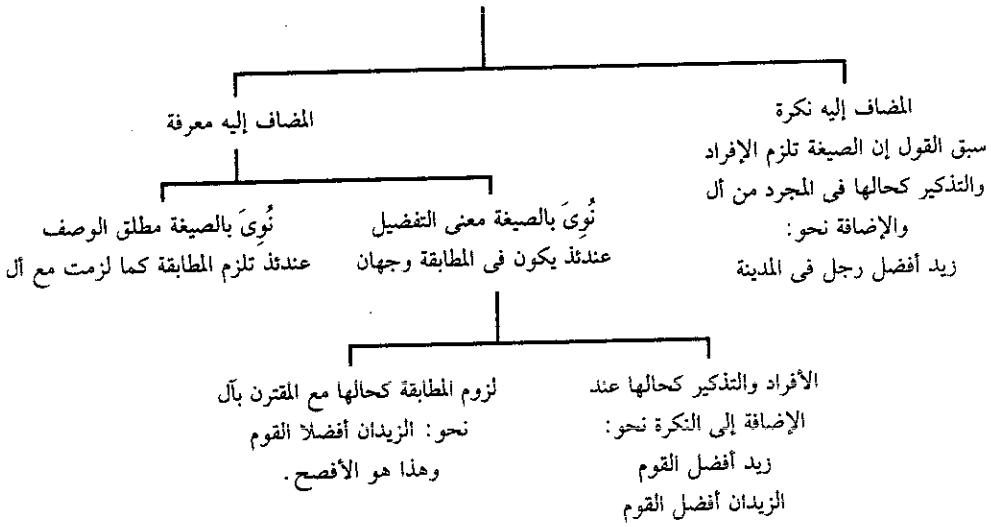 المضاف إليه نكرة
سبق القول إن الصيغة تلزم الإفراد
والتذكير كحالها فى المجرد من أل
والإضافة نحو :
زيد أفضل رجل فى المدينة
المضاف إليه معرفة
نُوِىَ بالصيغة معنى التفضيل
عندئذ يكون فى المطابقة وجهان
نُوِىَ بالصيغة مطلق الوصف
عندئذ تلزم المطابقة كما لزمت مع أل
الأفراد والتذكير كحالها عند
الإضافة إلى النكرة نحو :
زيد أفضل القوم
الزيدان أفضل القوم
لزوم المطابقة كحالها مع المقترن بآل
نحو : الزيدان أفضلا القوم
وهذا هو الأفصح .